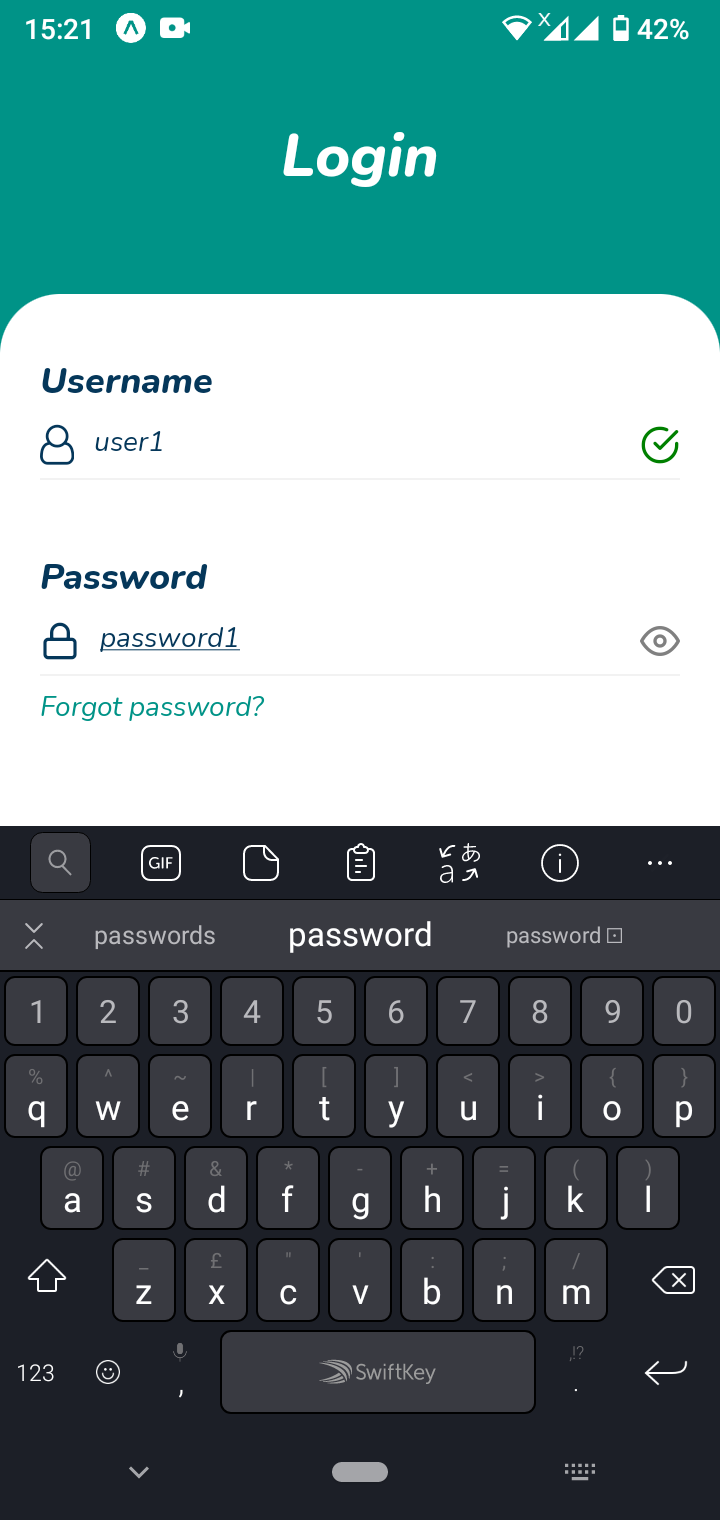 15:21 X 42%
Login
Username
user1
Password
password1
Forgot password?
GIF a あ i
passwords password password
1 2 3 4 5 6 7 8 9 0
% ^ ~ | [ ] < > { }
q w e r t y u i o p
@ # & * - + = ( )
a s d f g h j k l
_ £ " ' : ; /
z x c v b n m
123 , SwiftKey ,!? .